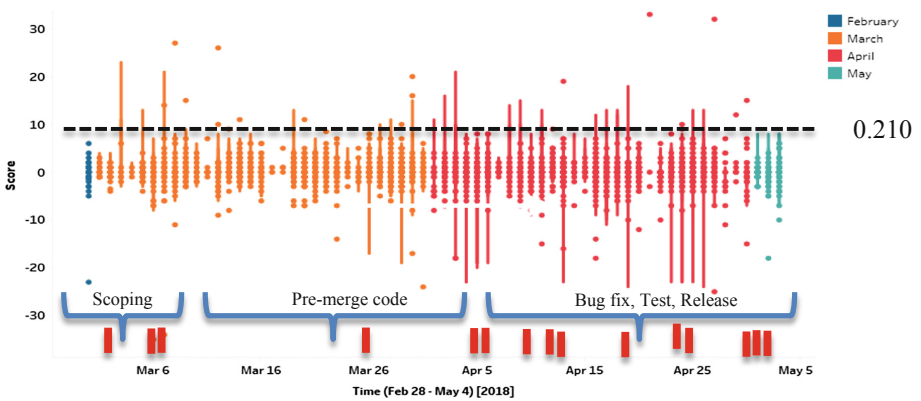 30
20
10
0
-10
-20
-30
Score
February
March
April
May
0.210
Scoping
Pre-merge code
Bug fix, Test, Release
Mar 6
Mar 16
Mar 26
Apr 5
Apr 15
Apr 25
May 5
Time (Feb 28 - May 4) [2018]